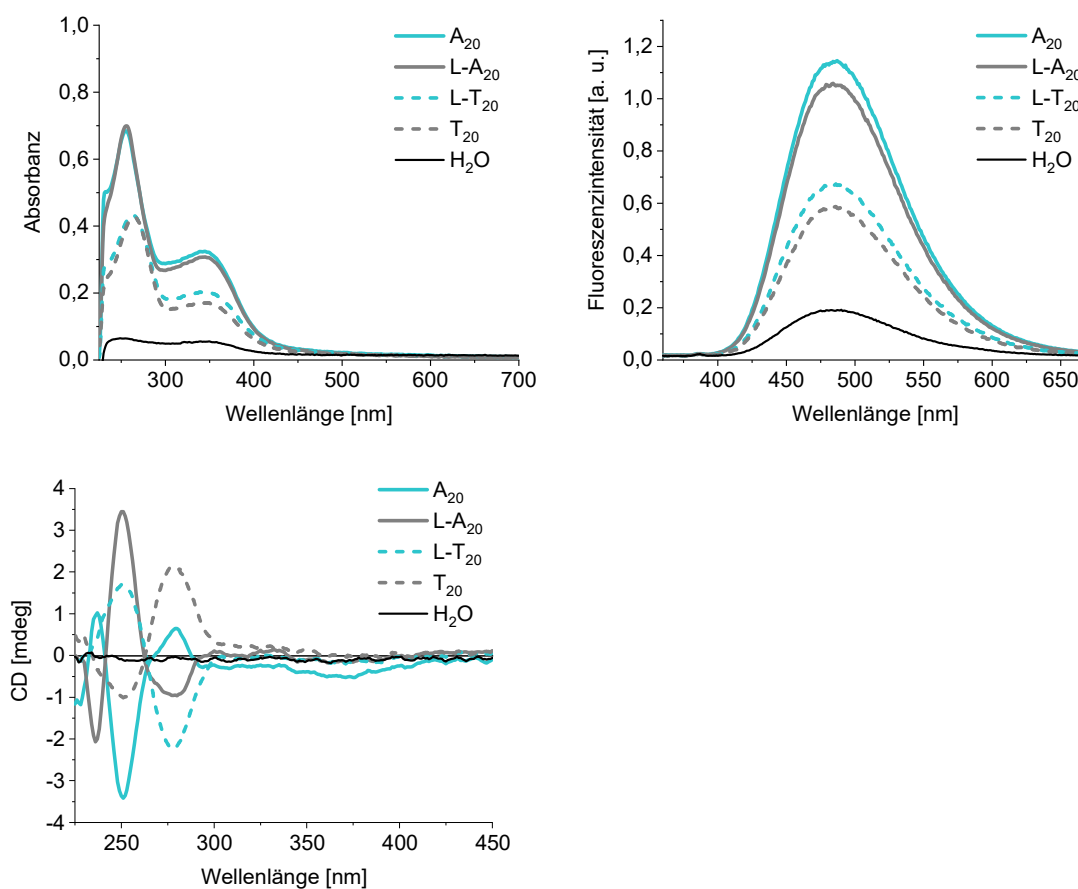 Absorbanz
1,0
0,8
0,6
0,4
0,2
0,0
300 400 500 600 700
Wellenlänge [nm]
A20
L-A20
L-T20
T20
H2O
Fluoreszenzintensität [a. u.]
1,2
1,0
0,8
0,6
0,4
0,2
0,0
400 450 500 550 600 650
Wellenlänge [nm]
A20
L-A20
L-T20
T20
H2O
CD [mdeg]
4
3
2
1
0
-1
-2
-3
-4
250 300 350 400 450
Wellenlänge [nm]
A20
L-A20
L-T20
T20
H2O